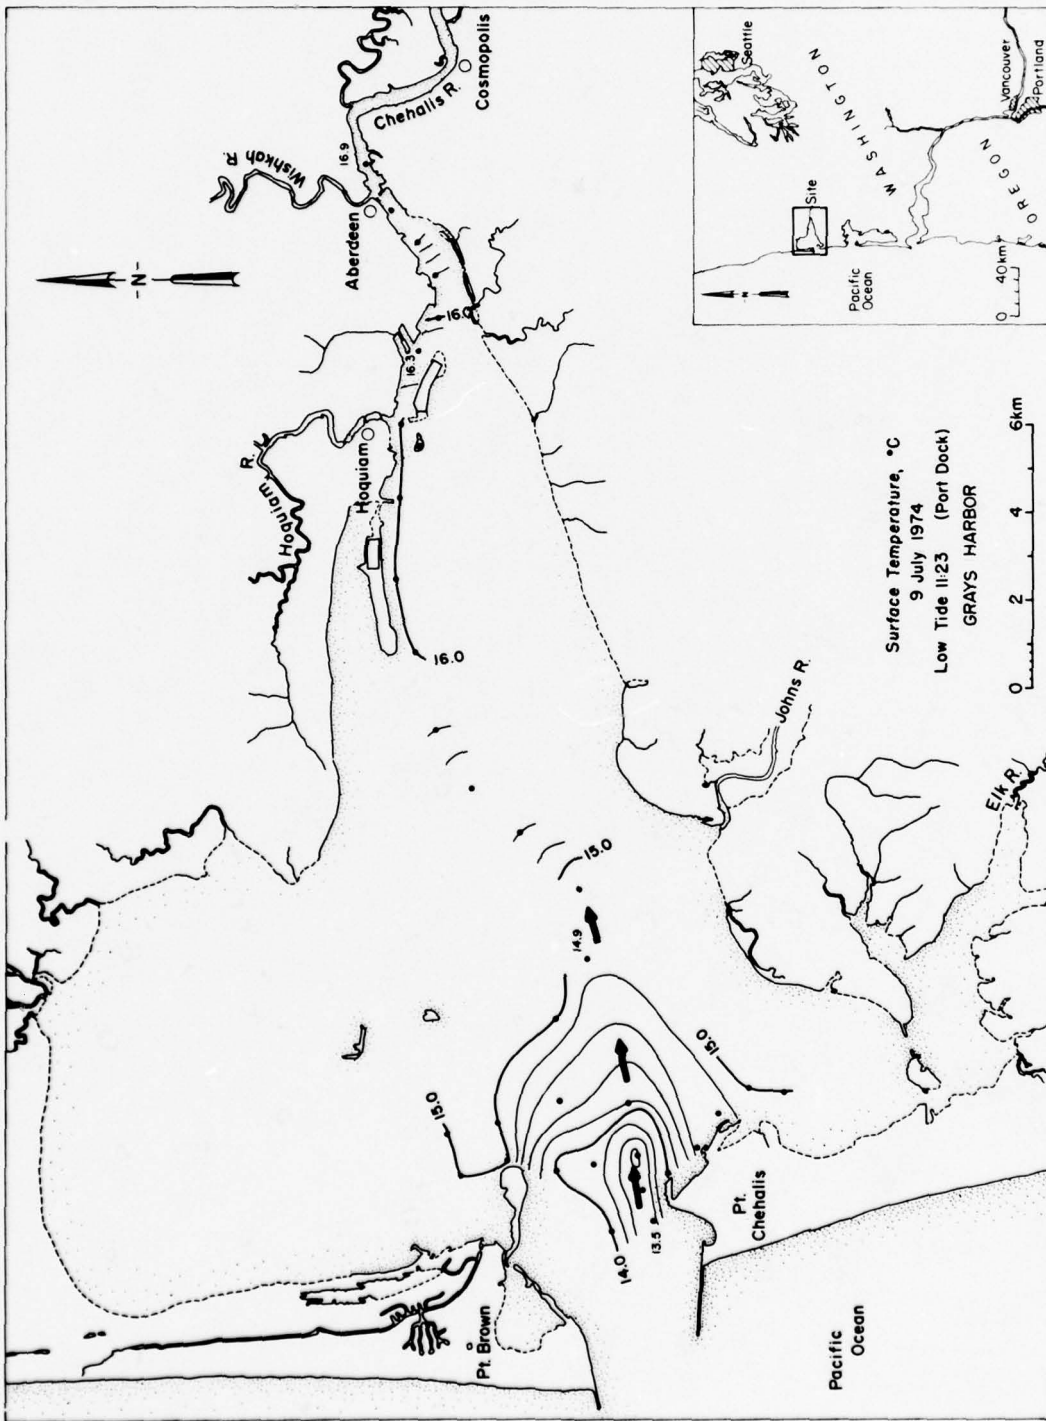 Cosmopolis
Chehalis R.
16.9
Wishkah R.
Aberdeen
N
16.0
16.3
Hoquiam
Hoquiam R.
16.0
15.0
14.9
15.0
15.0
14.0
13.5
Pt. Brown
Pt.
Chehalis
Pacific
Ocean
Johns R.
Elk R.
Surface Temperature, °C
9 July 1974
Low Tide 11:23 (Port Dock)
GRAYS HARBOR
0 2 4 6km
Seattle
WASHINGTON
Site
N
Pacific
Ocean
Vancouver
Portland
OREGON
0 40km